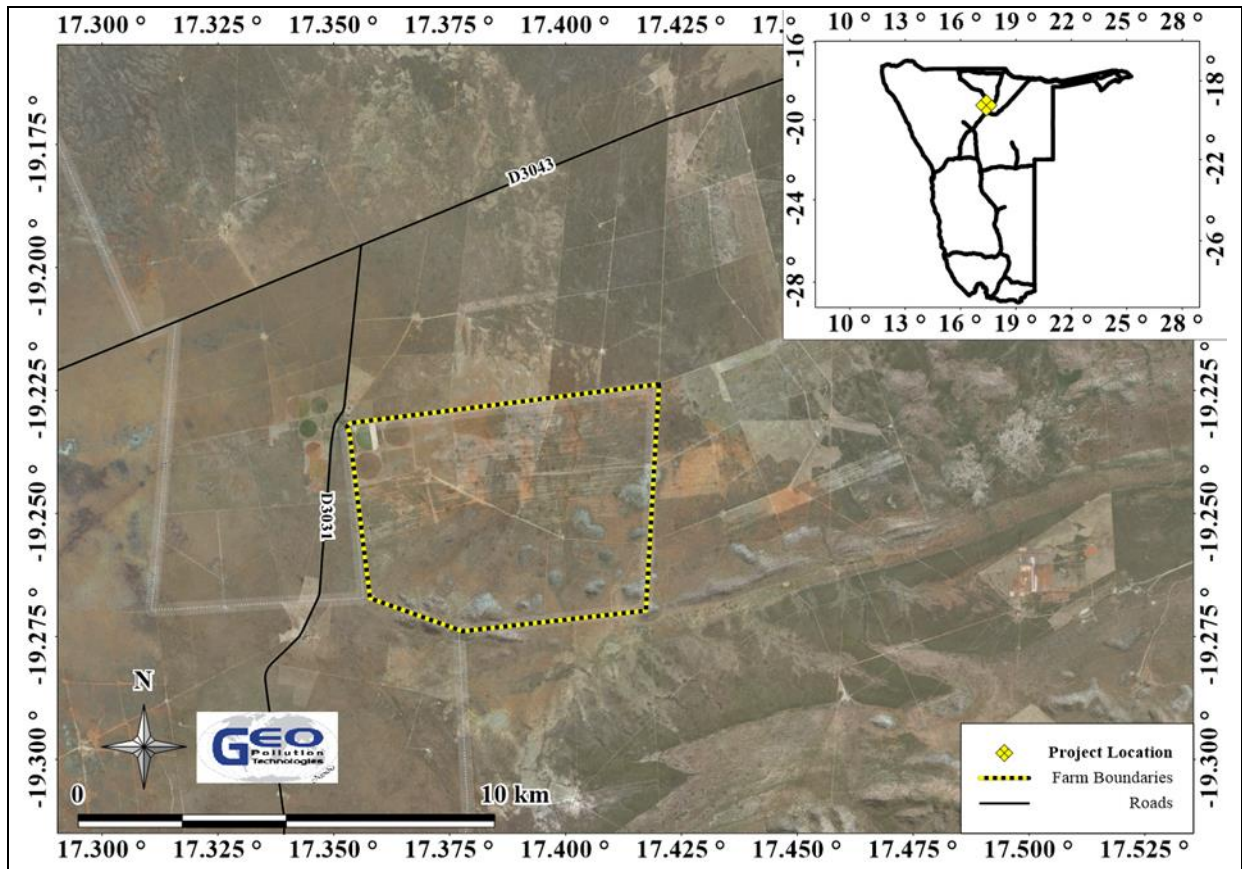 17.300 ° 17.325 ° 17.350 ° 17.375 ° 17.400 ° 17.425 ° 17.450 °
10 ° 13 ° 16 ° 19 ° 22 ° 25 ° 28 °
-16
-20
-24
-28 °
-18 °
-22 °
-26 °
10 ° 13 ° 16 ° 19 ° 22 ° 25 ° 28 °
-19.175 °
-19.200 °
-19.225 °
-19.250 °
-19.275 °
-19.300 °
D3043
D3031
-19.225 °
-19.250 °
-19.275 °
-19.300 °
N
GEO
Pollution
Technologies
0 10 km
Project Location
Farm Boundaries
Roads
17.300 ° 17.325 ° 17.350 ° 17.375 ° 17.400 ° 17.425 ° 17.450 ° 17.475 ° 17.500 ° 17.525 °